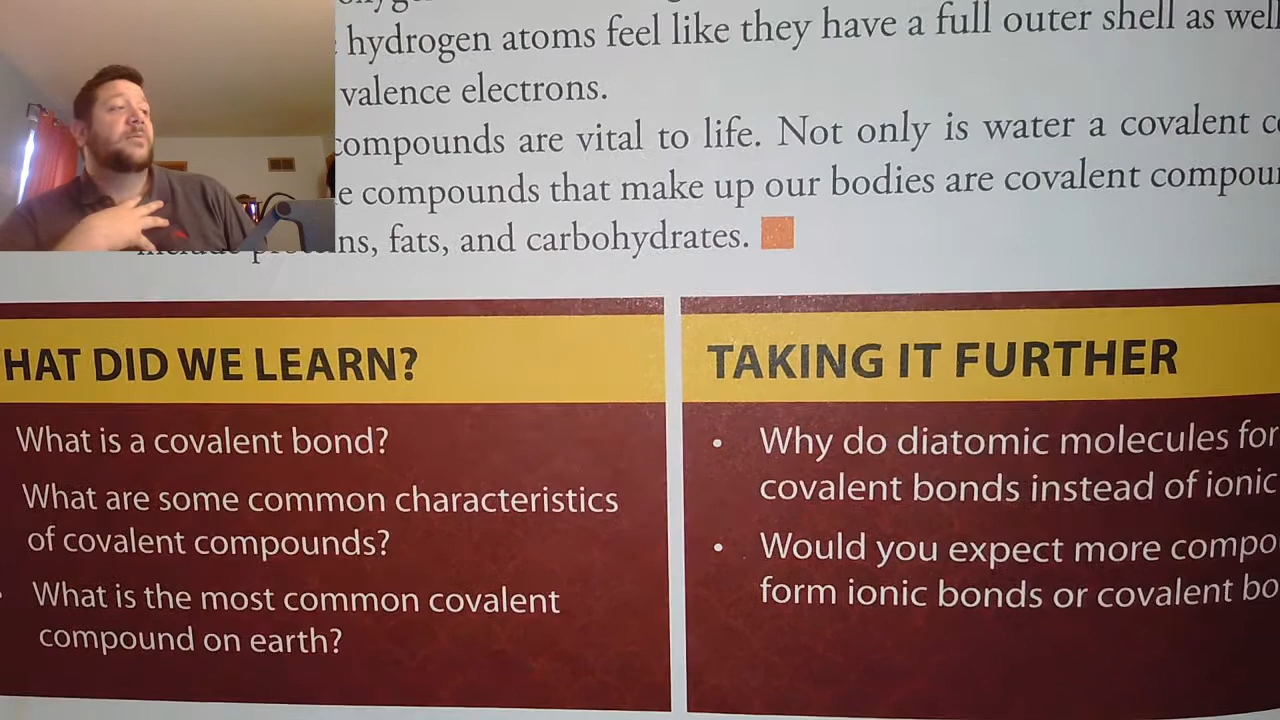 hydrogen atoms feel like they have a full outer shell as well
valence electrons.
compounds are vital to life. Not only is water a covalent
e compounds that make up our bodies are covalent compou
include ns, fats, and carbohydrates.
HAT DID WE LEARN?
What is a covalent bond?
What are some common characteristics
of covalent compounds?
What is the most common covalent
compound on earth?
TAKING IT FURTHER
• Why do diatomic molecules for
covalent bonds instead of ionic
• Would you expect more compo
form ionic bonds or covalent bo